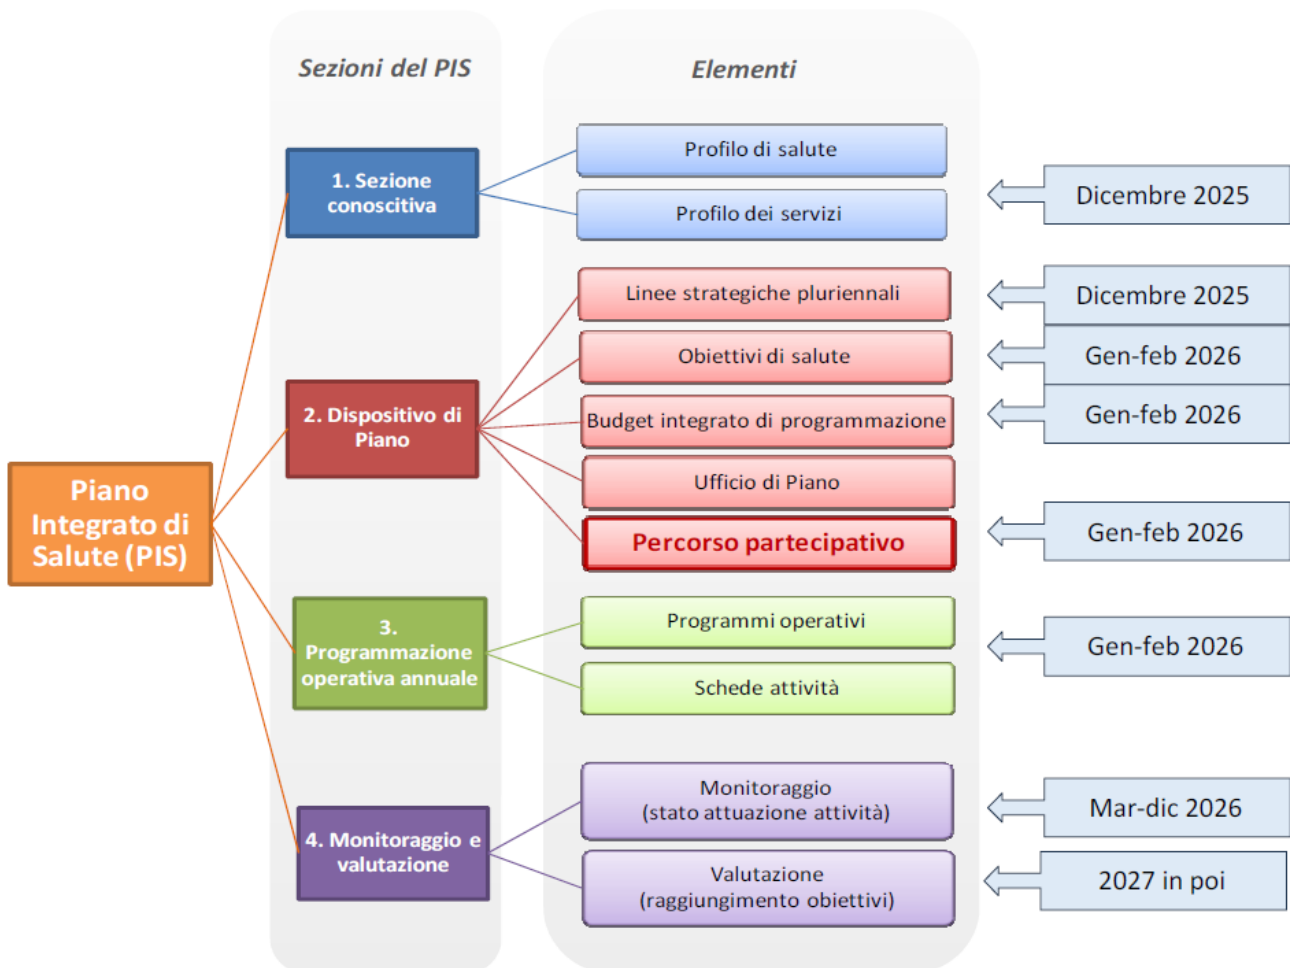 Sezioni del PIS
Elementi
Piano
Integrato di
Salute (PIS)
1. Sezione
conoscitiva
Profilo di salute
Profilo dei servizi
Dicembre 2025
2. Dispositivo di
Piano
Linee strategiche pluriennali
Dicembre 2025
Obiettivi di salute
Gen-feb 2026
Budget integrato di programmazione
Gen-feb 2026
Ufficio di Piano
Percorso partecipativo
Gen-feb 2026
3.
Programmazione
operativa annuale
Programmi operativi
Schede attività
Gen-feb 2026
4. Monitoraggio e
valutazione
Monitoraggio
(stato attuazione attività)
Mar-dic 2026
Valutazione
(raggiungimento obiettivi)
2027 in poi